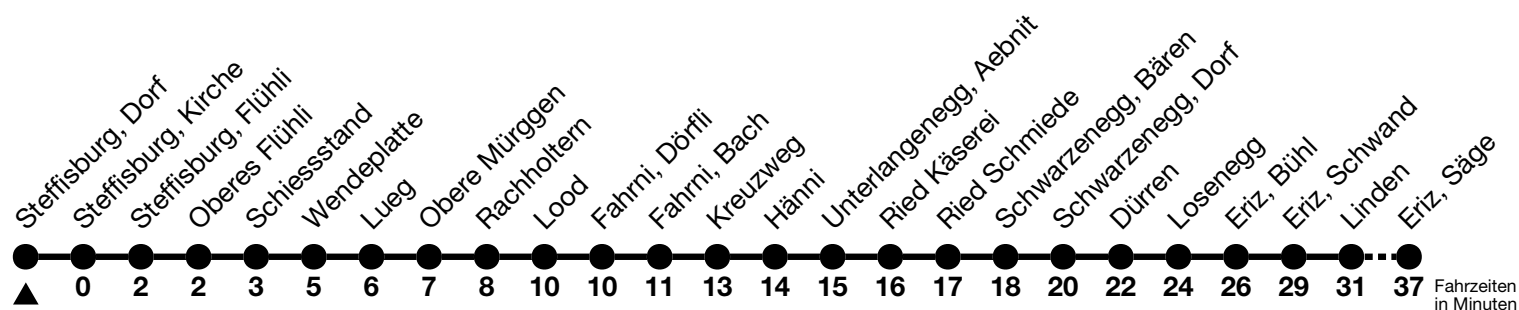 Steffisburg, Dorf
Steffisburg, Kirche
Steffisburg, Flühli
Oberes Flühli
Schiessstand
Wendeplatte
Lueg
Obere Mürggen
Rachholtern
Lood
Fahrni, Dörfli
Fahrni, Bach
Kreuzweg
Hänni
Unterlangenegg, Aebnit
Ried Käserei
Ried Schmiede
Schwarzenegg, Bären
Schwarzenegg, Dorf
Dürren
Losenegg
Eriz, Bühl
Eriz, Schwand
Linden
Eriz, Säge
0 2 2 3 5 6 7 8 10 10 11 13 14 15 16 17 18 20 22 24 26 29 31 37
Fahrzeiten
in Minuten